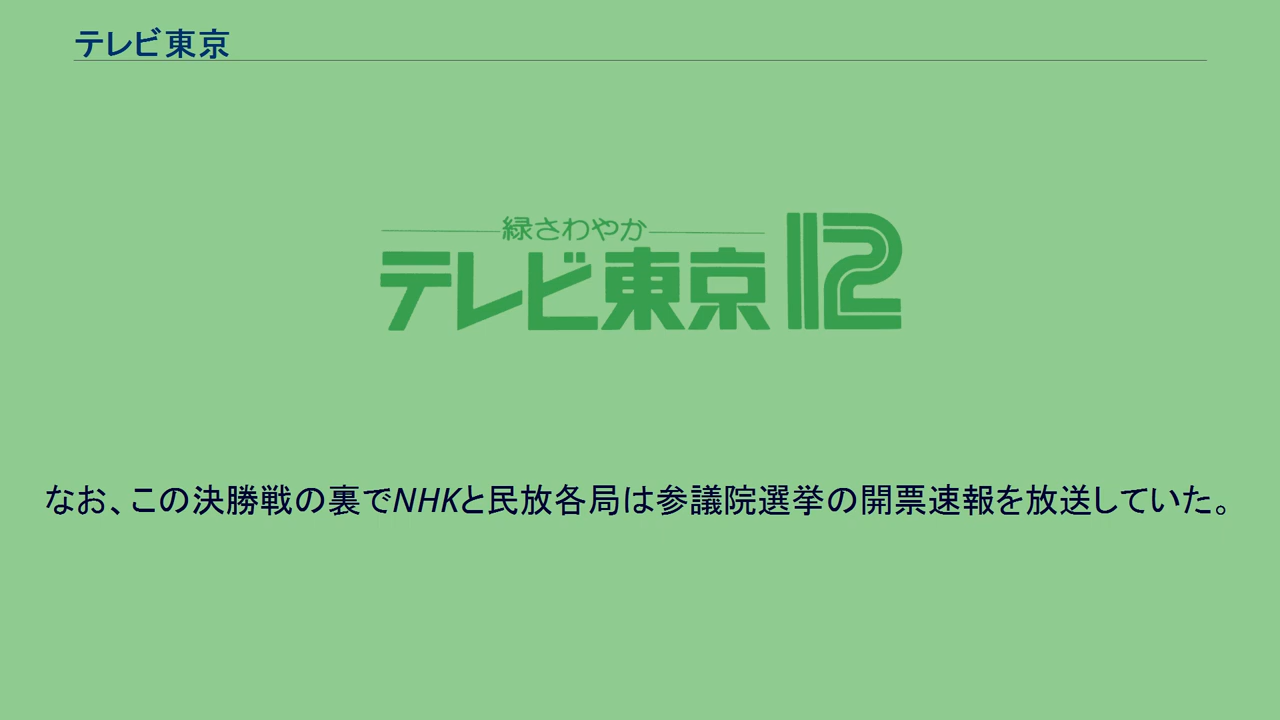 テレビ東京
緑さわやか
テレビ東京12
なお、この決勝戦の裏でNHKと民放各局は参議院選挙の開票速報を放送していた。